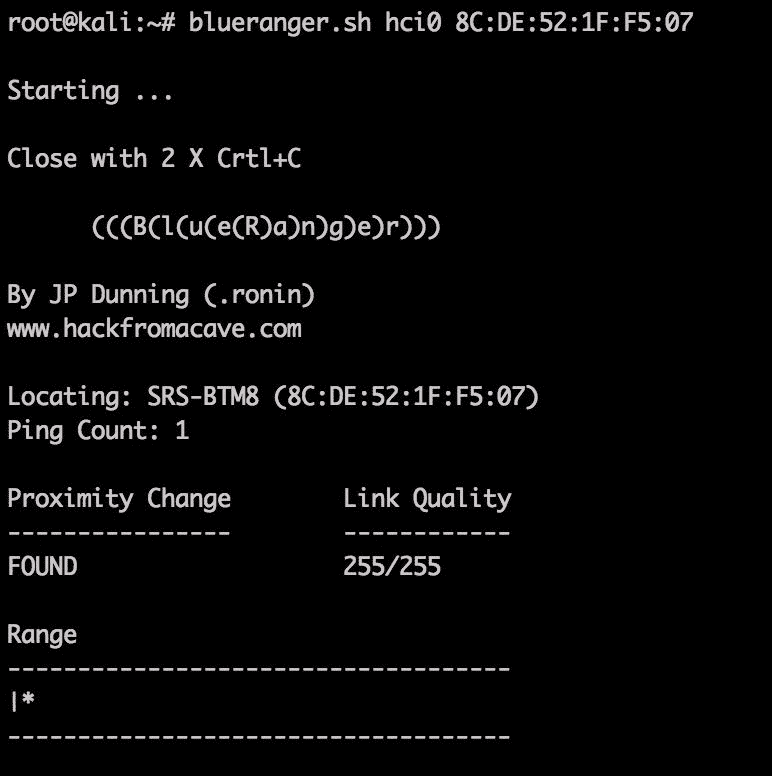 root@kali:~# blueranger.sh hci0 8C:DE:52:1F:F5:07
Starting ...
Close with 2 X Crtl+C
(((B(l(u(e(R)a)n)g)e)r)))
By JP Dunning (.ronin)
www.hackfromacave.com
Locating: SRS-BTM8 (8C:DE:52:1F:F5:07)
Ping Count: 1
Proximity Change Link Quality
---------------- ------------
FOUND 255/255
Range
------------------------------------
|*
------------------------------------